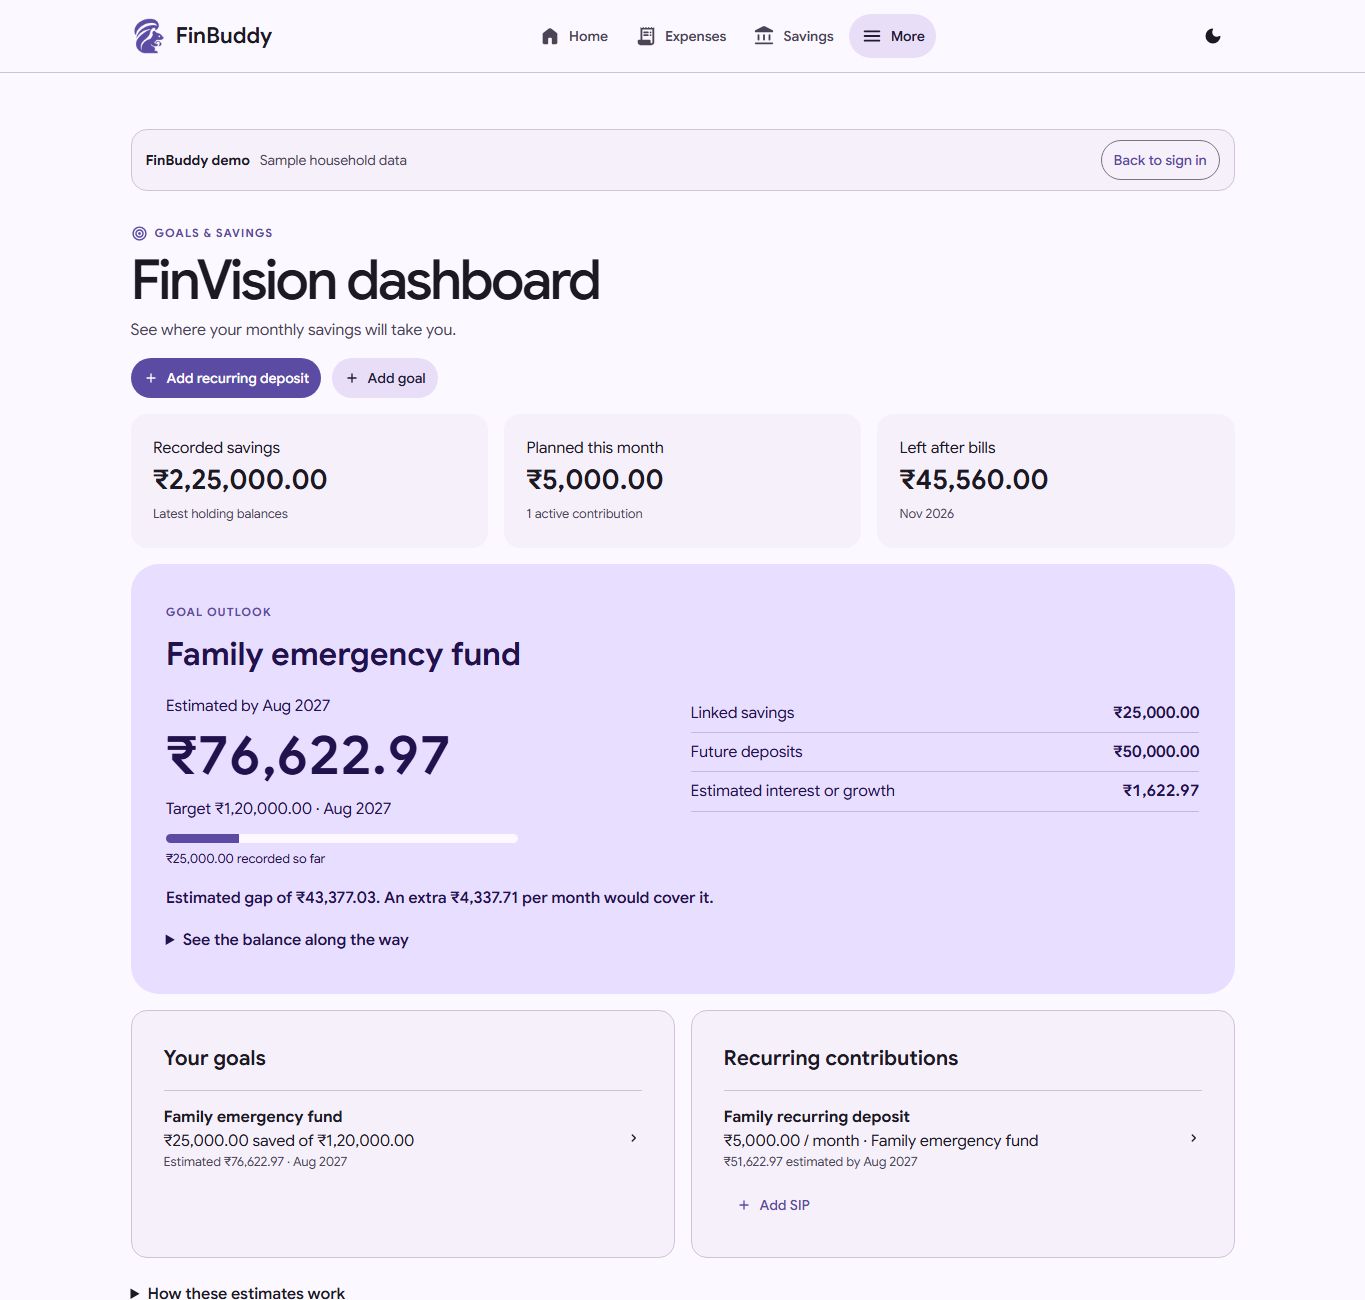 FinBuddy
Home
Expenses
Savings
More
FinBuddy demo Sample household data
Back to sign in
GOALS & SAVINGS
FinVision dashboard
See where your monthly savings will take you.
+ Add recurring deposit
+ Add goal
Recorded savings
₹2,25,000.00
Latest holding balances
Planned this month
₹5,000.00
1 active contribution
Left after bills
₹45,560.00
Nov 2026
GOAL OUTLOOK
Family emergency fund
Estimated by Aug 2027
₹76,622.97
Target ₹1,20,000.00 · Aug 2027
₹25,000.00 recorded so far
Linked savings ₹25,000.00
Future deposits ₹50,000.00
Estimated interest or growth ₹1,622.97
Estimated gap of ₹43,377.03. An extra ₹4,337.71 per month would cover it.
See the balance along the way
Your goals
Family emergency fund
₹25,000.00 saved of ₹1,20,000.00
Estimated ₹76,622.97 · Aug 2027
Recurring contributions
Family recurring deposit
₹5,000.00 / month · Family emergency fund
₹51,622.97 estimated by Aug 2027
+ Add SIP
How these estimates work